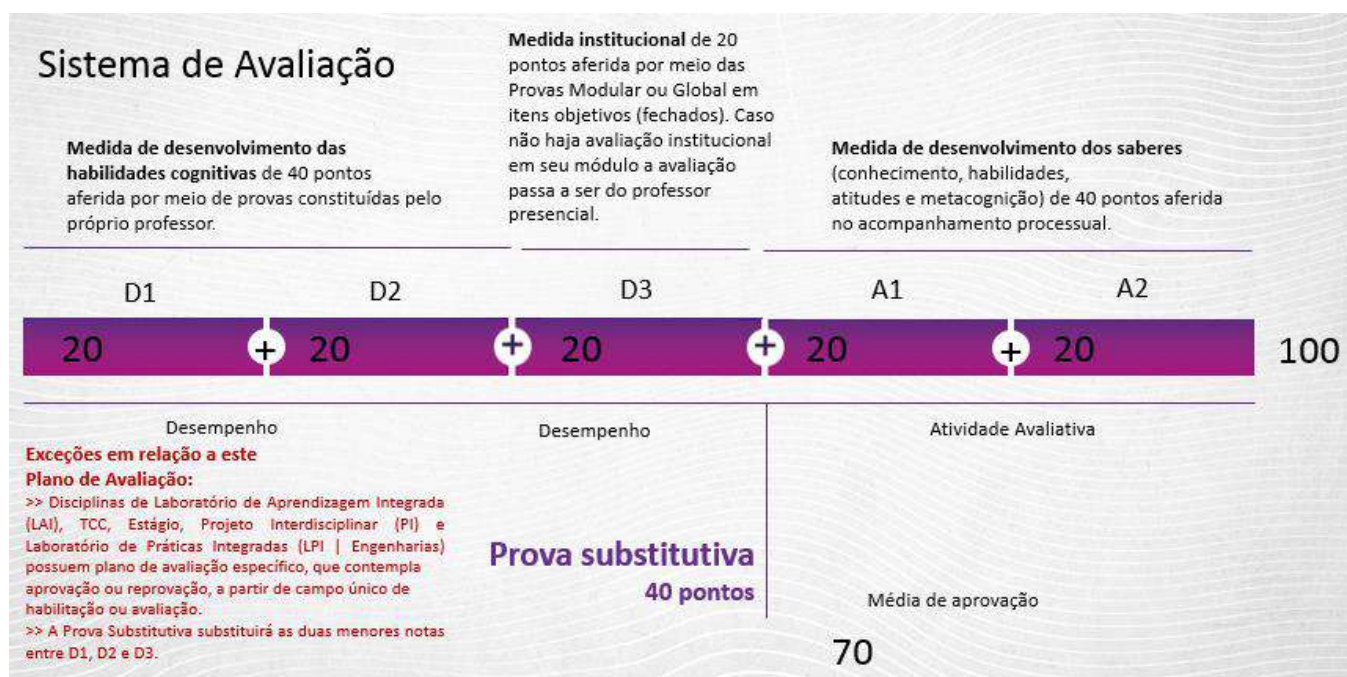 Sistema de Avaliação
Medida de desenvolvimento das
habilidades cognitivas de 40 pontos
aferida por meio de provas constituídas pelo
próprio professor.
Medida institucional de 20
pontos aferida por meio das
Provas Modular ou Global em
itens objetivos (fechados). Caso
não haja avaliação institucional
em seu módulo a avaliação
passa a ser do professor
presencial.
Medida de desenvolvimento dos saberes
(conhecimento, habilidades,
atitudes e metacognição) de 40 pontos aferida
no acompanhamento processual.
D1 D2 D3 A1 A2
20 + 20 + 20 + 20 + 20 100
Desempenho Desempenho Atividade Avaliativa
Exceções em relação a este
Plano de Avaliação:
>> Disciplinas de Laboratório de Aprendizagem Integrada
(LAI), TCC, Estágio, Projeto Interdisciplinar (PI) e
Laboratório de Práticas Integradas (LPI | Engenharias)
possuem plano de avaliação específico, que contempla
aprovação ou reprovação, a partir de campo único de
habilitação ou avaliação.
>> A Prova Substitutiva substituirá as duas menores notas
entre D1, D2 e D3.
Prova substitutiva
40 pontos
Média de aprovação
70